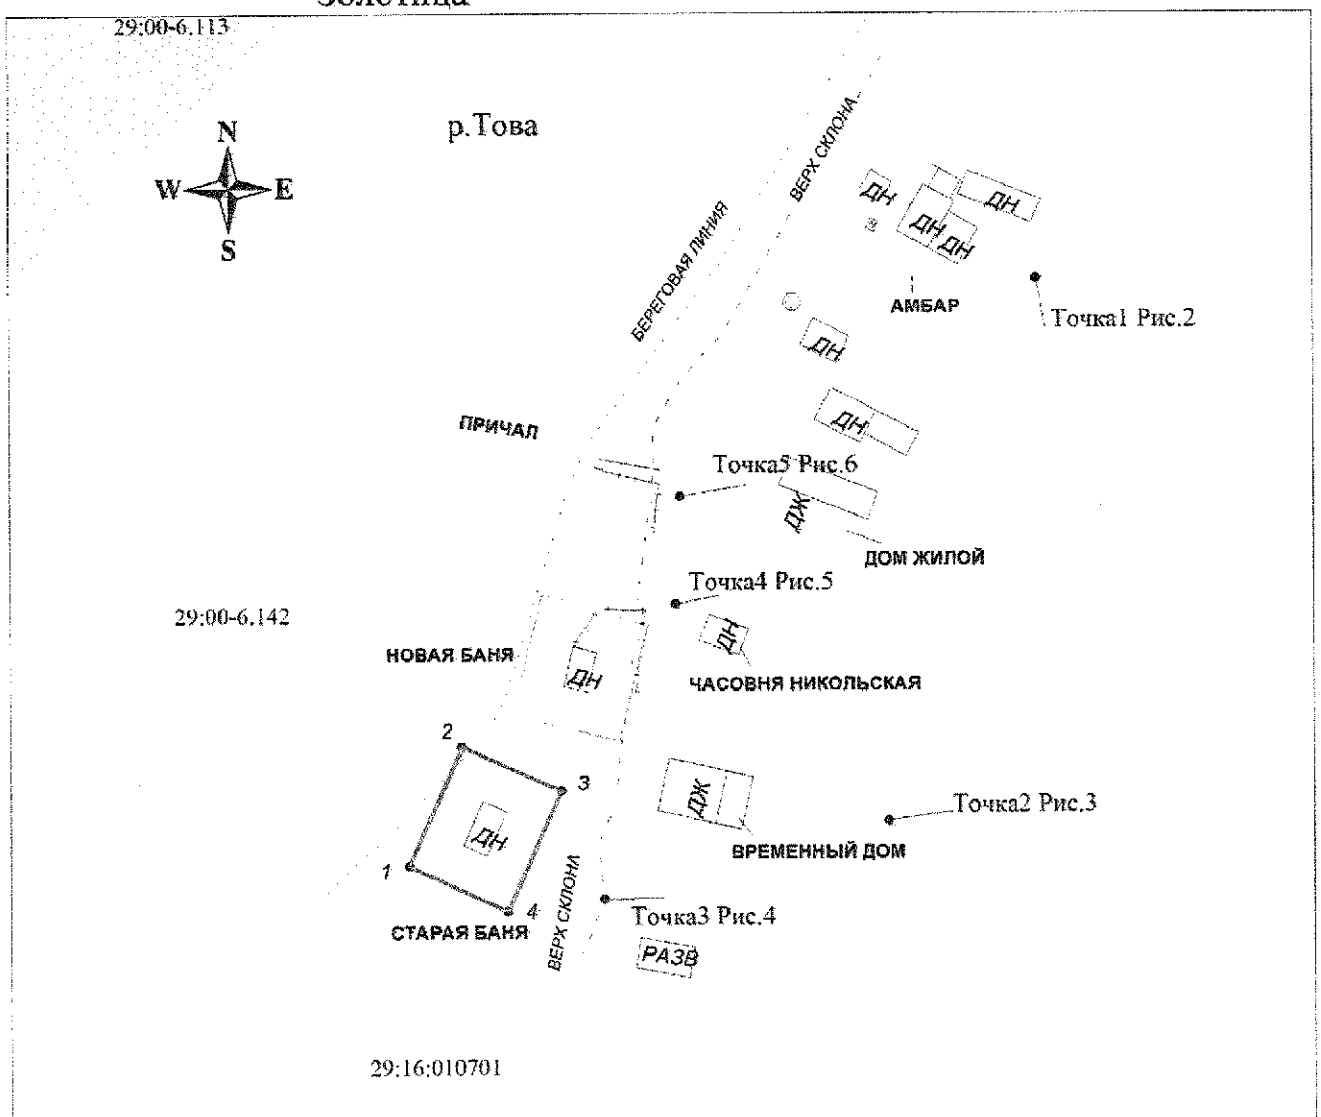 Золотица
29:00-6.113
N
р.Това
W
E
S
ВЕРХ СКЛОНА
ДН
ДН
ДН
ДН
БЕРЕГОВАЯ ЛИНИЯ
АМБАР
Точка1 Рис.2
ДН
ДН
ПРИЧАЛ
Точка5 Рис.6
ДЖ
ДОМ ЖИЛОЙ
Точка4 Рис.5
29:00-6.142
ДН
НОВАЯ БАНЯ
ДН
ЧАСОВНЯ НИКОЛЬСКАЯ
2
3
ДЖ
Точка2 Рис.3
ДН
ВРЕМЕННЫЙ ДОМ
1
4
ВЕРХ СКЛОНА
Точка3 Рис.4
СТАРАЯ БАНЯ
РАЗВ
29:16:010701